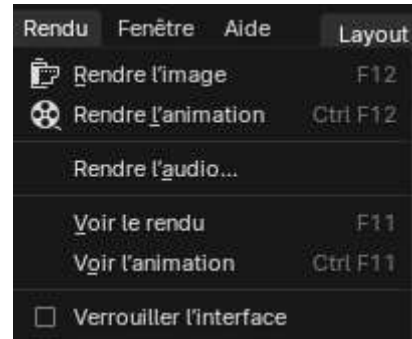 Rendu Fenêtre Aide Layout
Rendre l'image F12
Rendre l'animation Ctrl F12
Rendre l'audio...
Voir le rendu F11
Voir l'animation Ctrl F11
Verrouiller l'interface